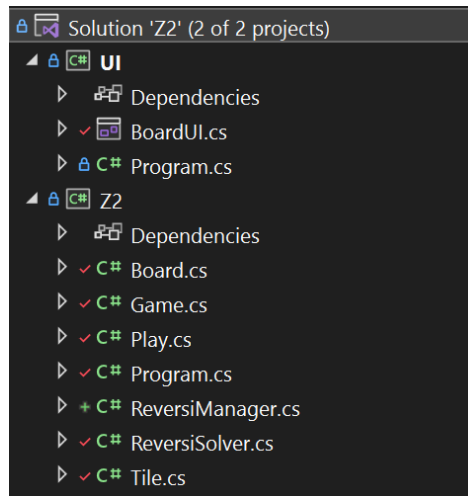 Solution 'Z2' (2 of 2 projects)
C# UI
Dependencies
BoardUI.cs
C# Program.cs
C# Z2
Dependencies
C# Board.cs
C# Game.cs
C# Play.cs
C# Program.cs
C# ReversiManager.cs
C# ReversiSolver.cs
C# Tile.cs